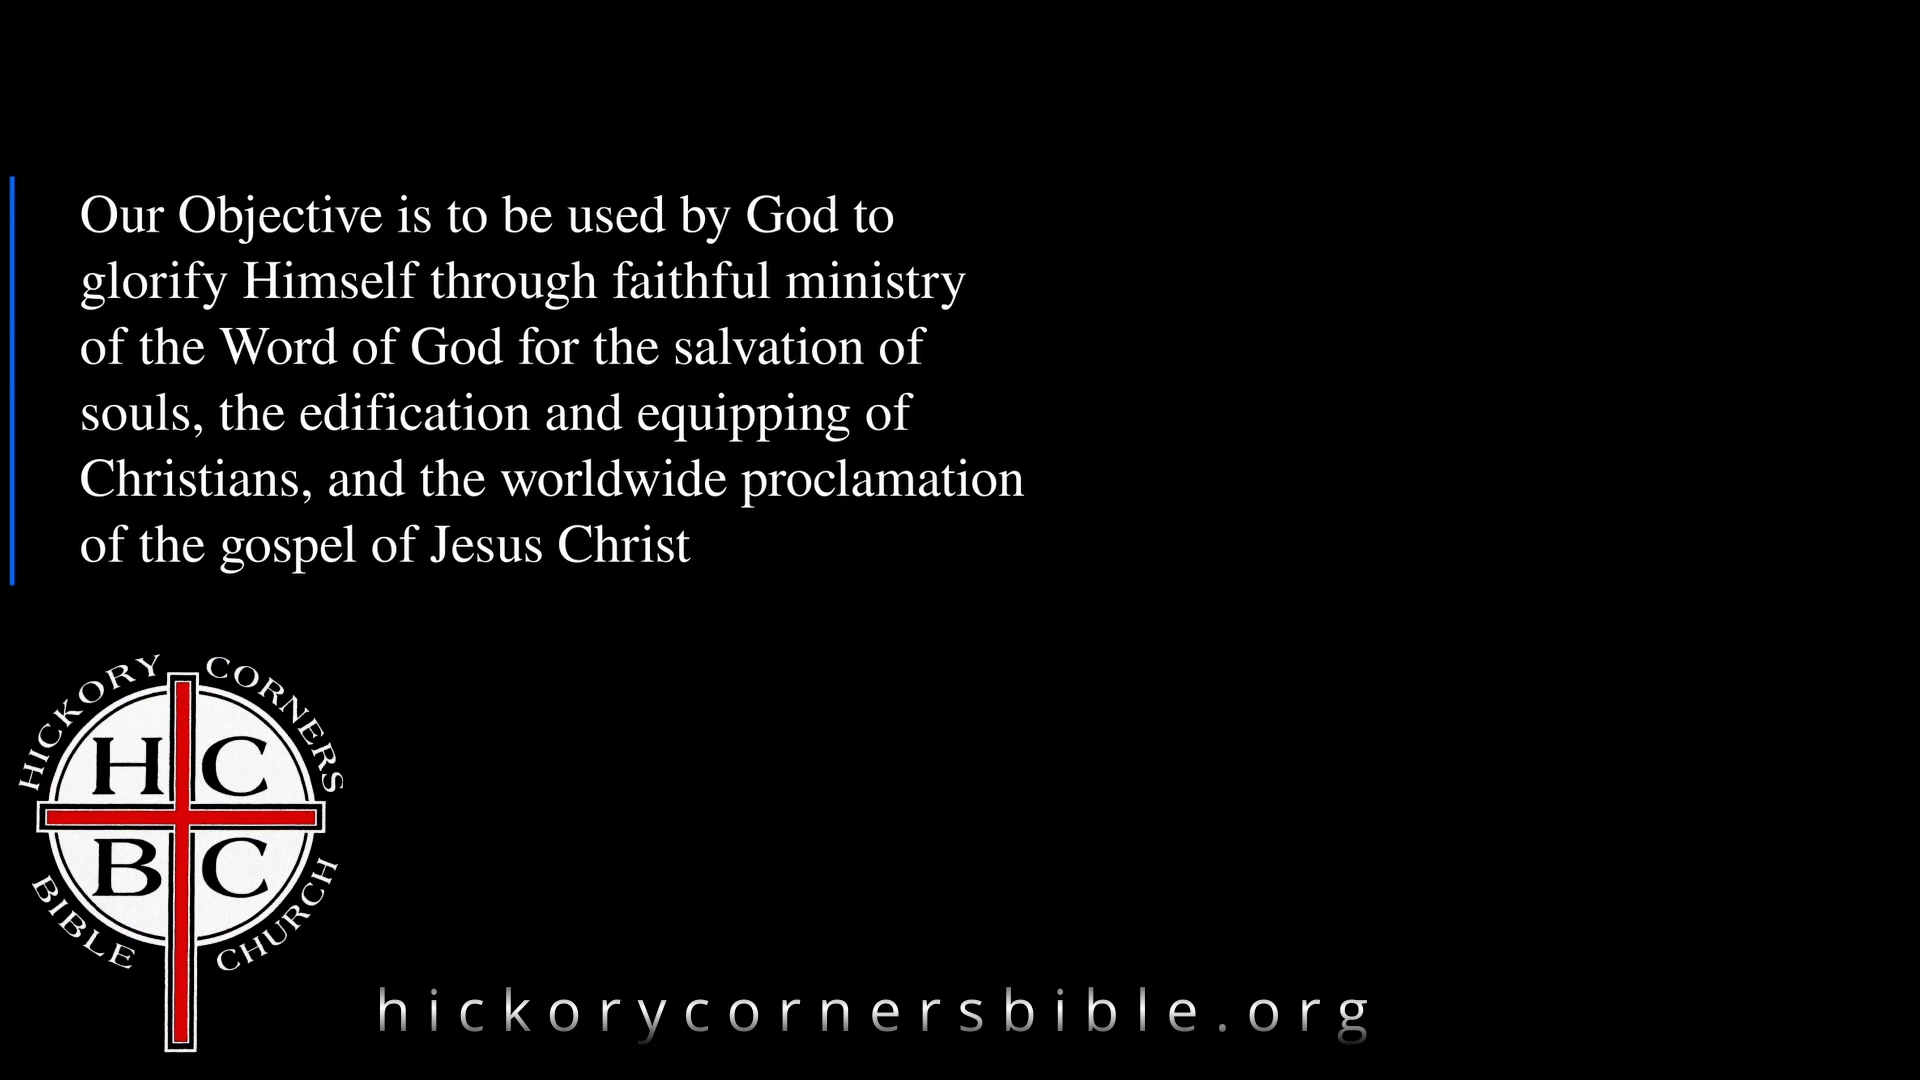 Our Objective is to be used by God to
glorify Himself through faithful ministry
of the Word of God for the salvation of
souls, the edification and equipping of
Christians, and the worldwide proclamation
of the gospel of Jesus Christ
HICKORY CORNERS
H C
B C
BIBLE CHURCH
hickorycornersbible.org